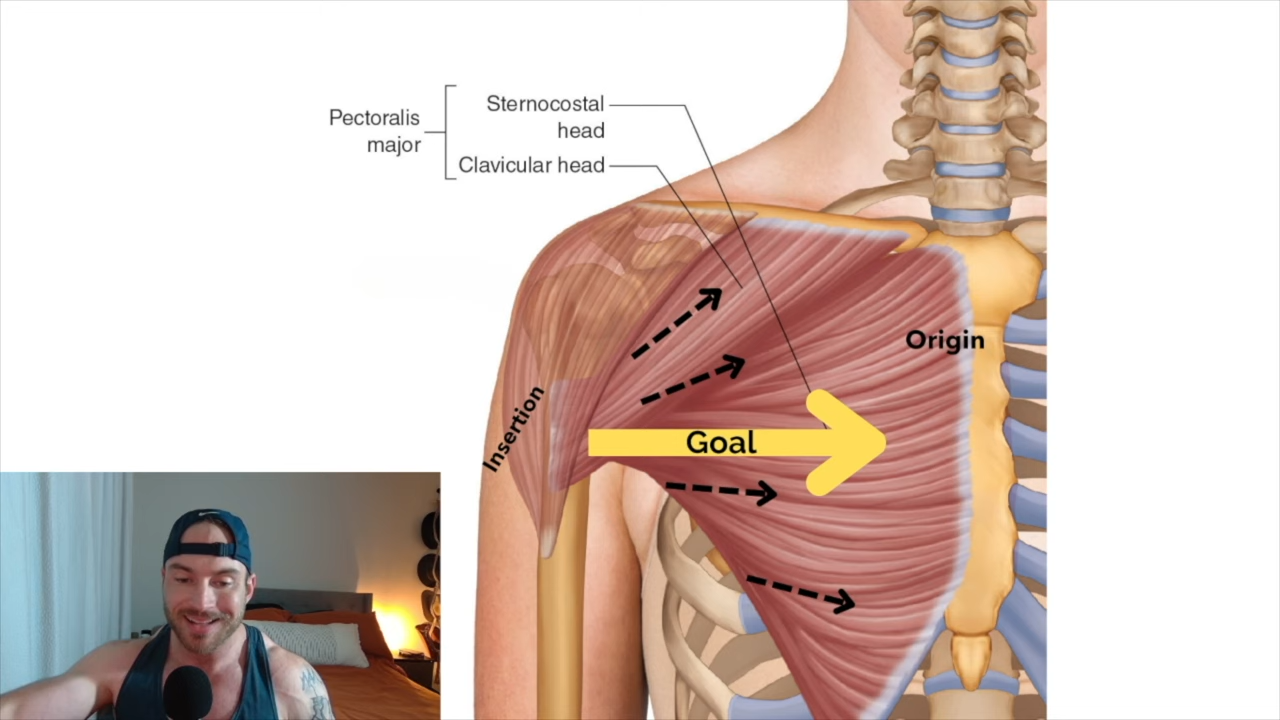 Pectoralis
major
Sternocostal
head
Clavicular head
Origin
Insertion
Goal